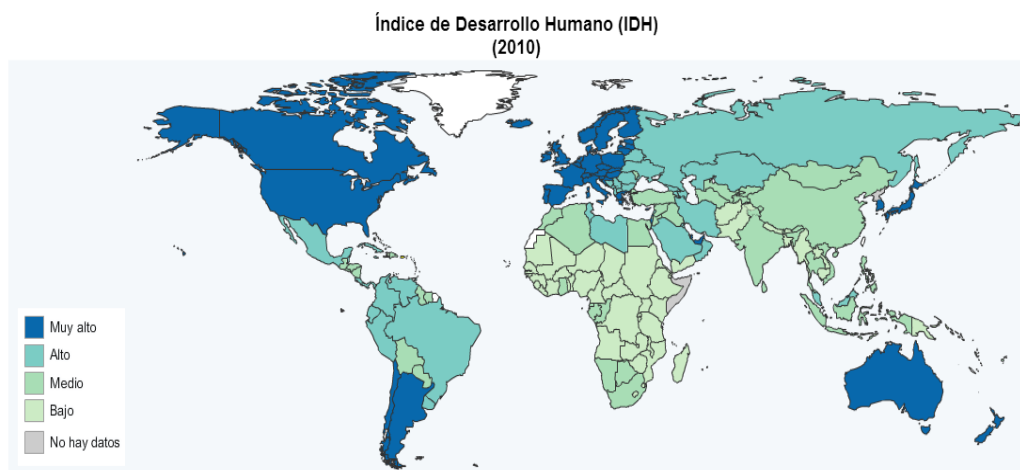 Índice de Desarrollo Humano (IDH)
(2010)
Muy alto
Alto
Medio
Bajo
No hay datos